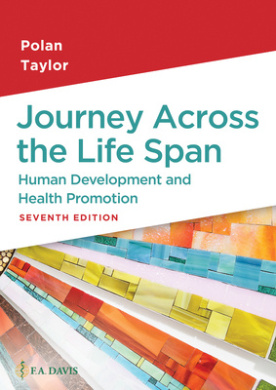 Polan
Taylor
Journey Across
the Life Span
Human Development and
Health Promotion
SEVENTH EDITION
F.A. DAVIS